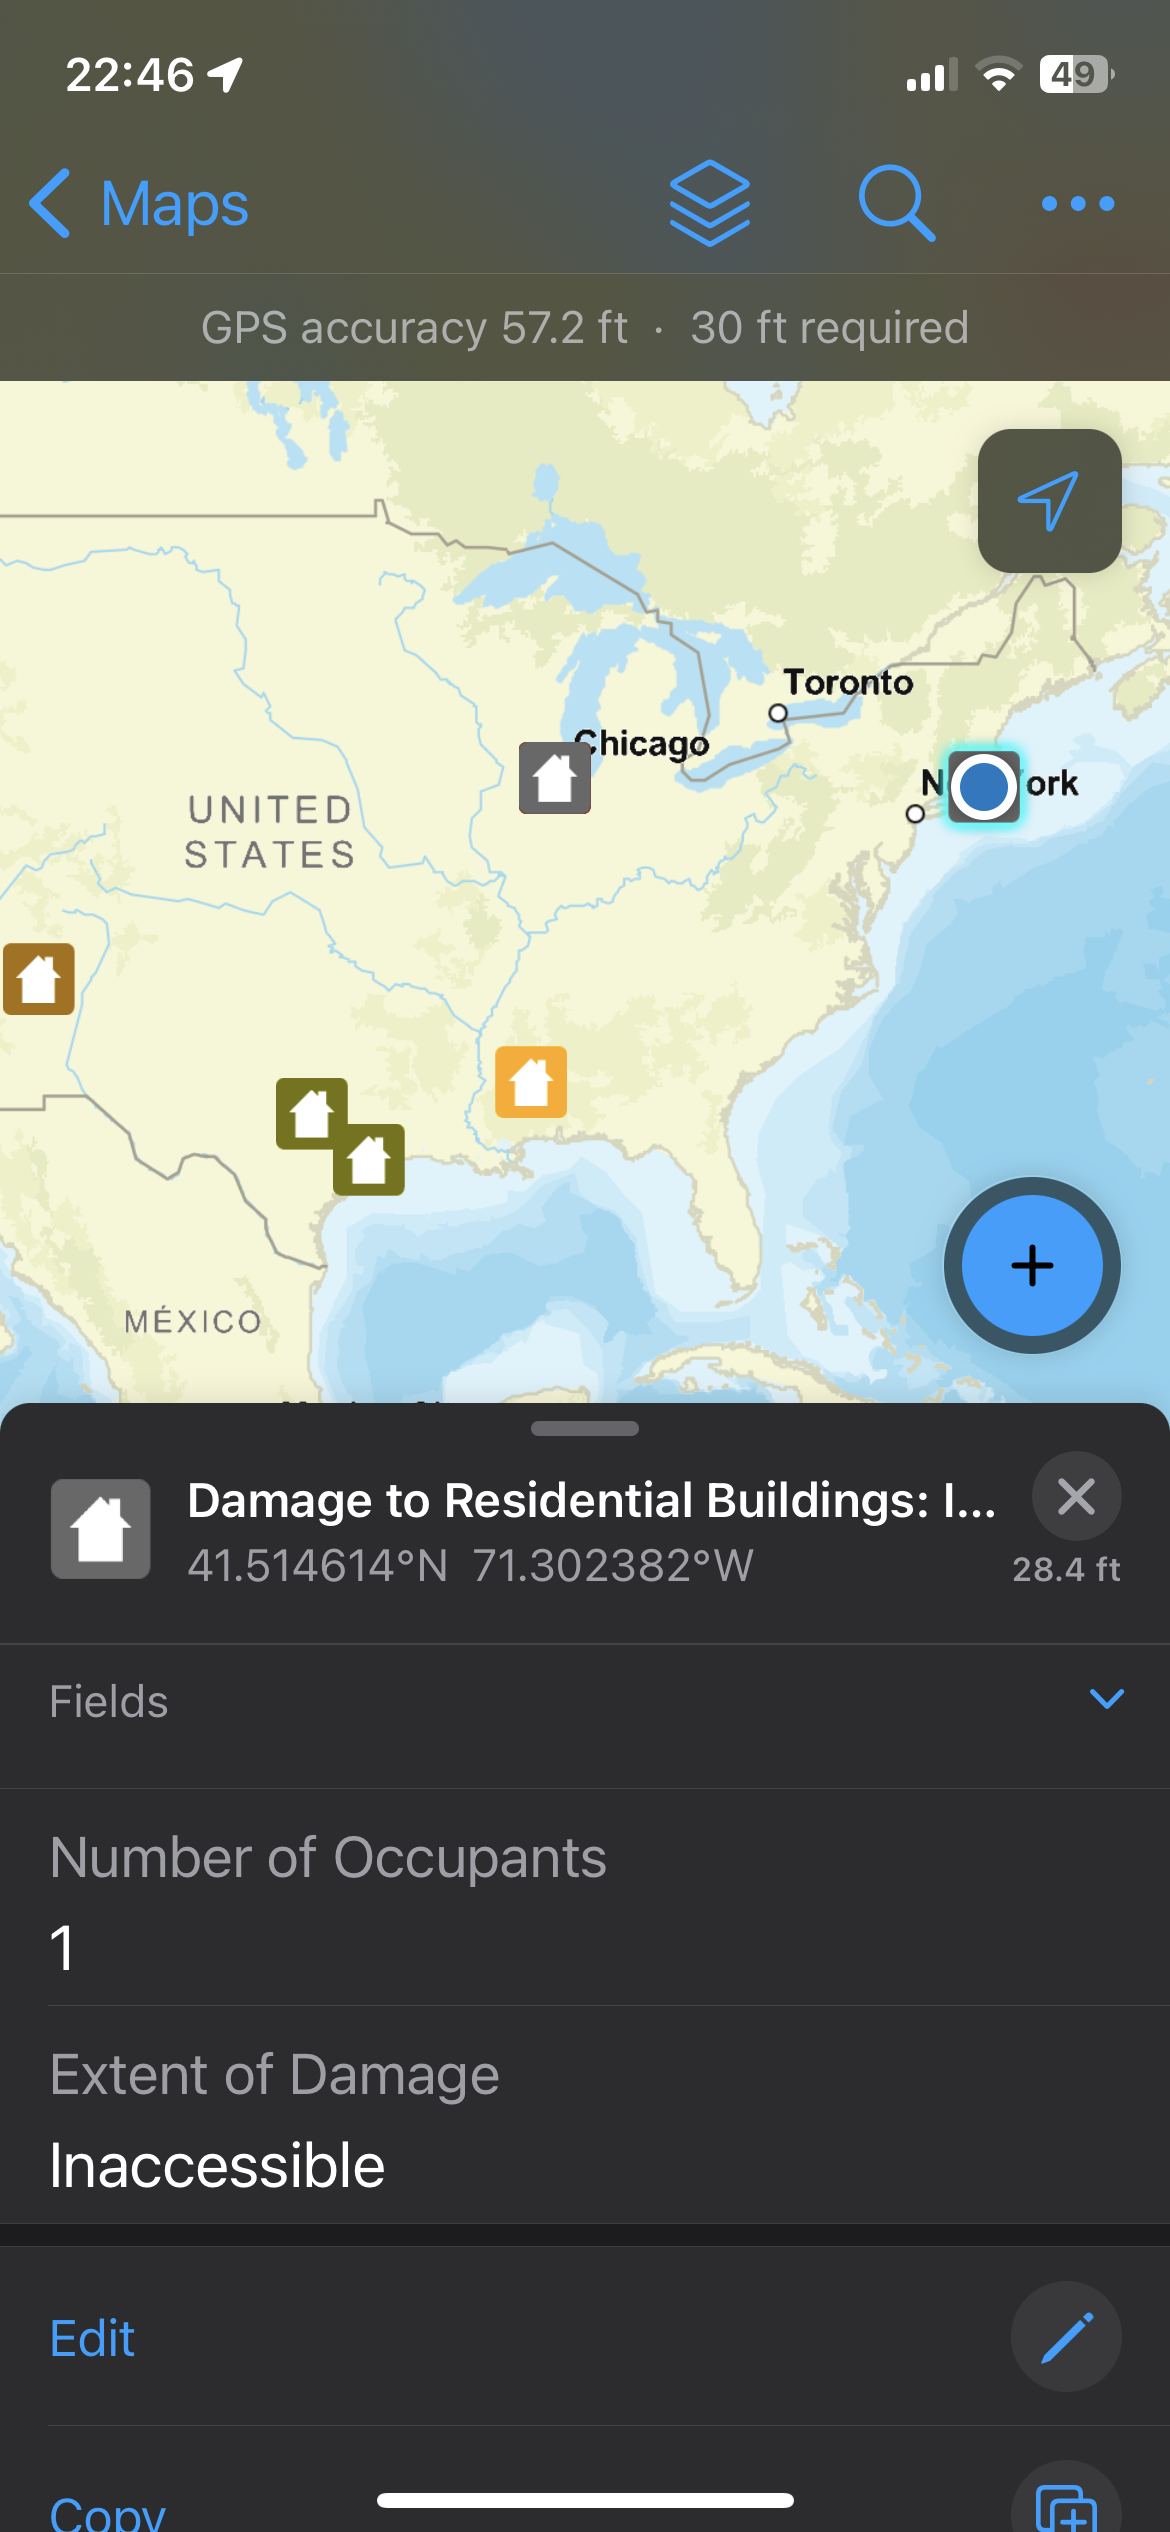 22:46
49
Maps
GPS accuracy 57.2 ft · 30 ft required
Toronto
Chicago
N ork
UNITED
STATES
MÉXICO
Damage to Residential Buildings: I...
41.514614°N 71.302382°W
28.4 ft
Fields
Number of Occupants
1
Extent of Damage
Inaccessible
Edit
Copy